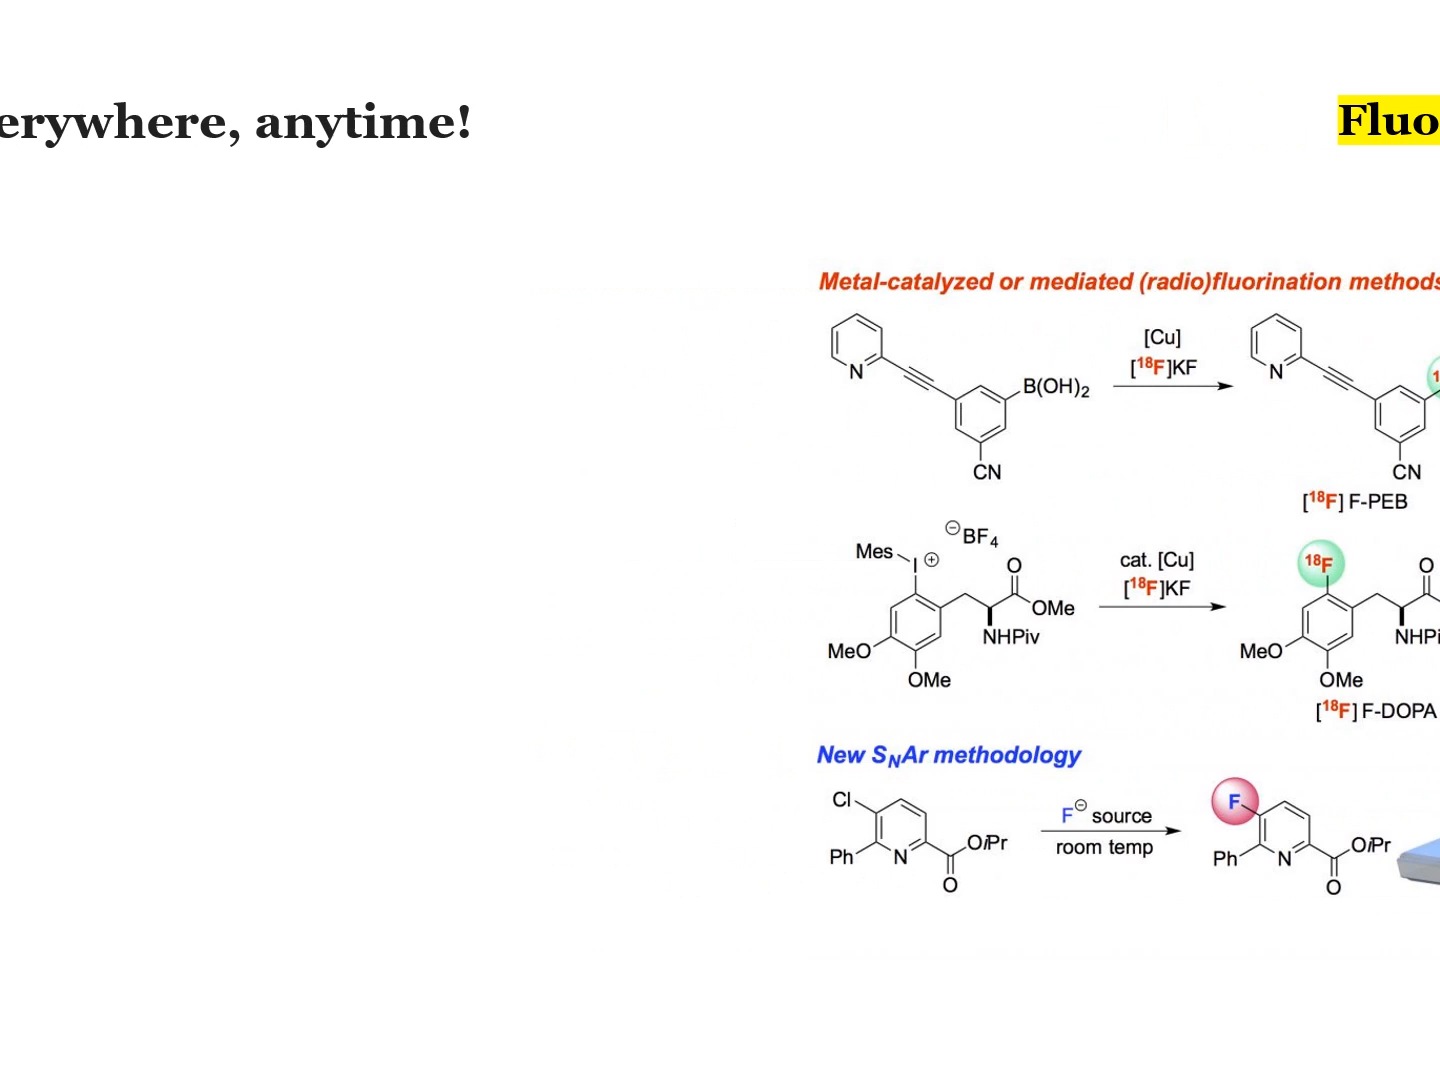 erywhere, anytime!
Fluo
Metal-catalyzed or mediated (radio)fluorination methods
[Cu]
[¹⁸F]KF
N
B(OH)₂
CN
N
1
CN
[¹⁸F] F-PEB
⊖BF₄
Mes
I⊕
O
OMe
NHPiv
MeO
OMe
cat. [Cu]
[¹⁸F]KF
¹⁸F
O
NHPi
MeO
OMe
[¹⁸F] F-DOPA
New SNAr methodology
Cl
Ph
N
OiPr
O
F⊖ source
room temp
F
Ph
N
OiPr
O